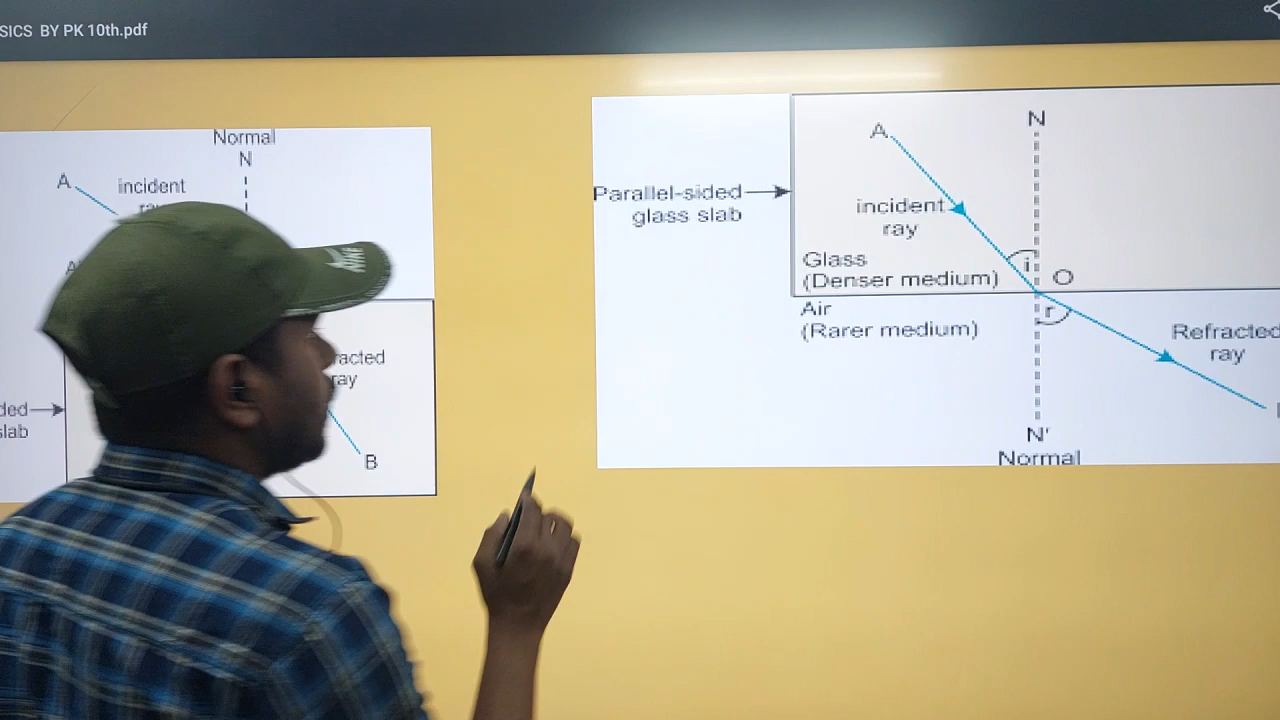 SICS BY PK 10th.pdf
Normal
N
A
incident
ded
slab
racted
ray
B
N
A
Parallel-sided
glass slab
incident
ray
i
O
Glass
(Denser medium)
Air
(Rarer medium)
r
Refracted
ray
N'
Normal